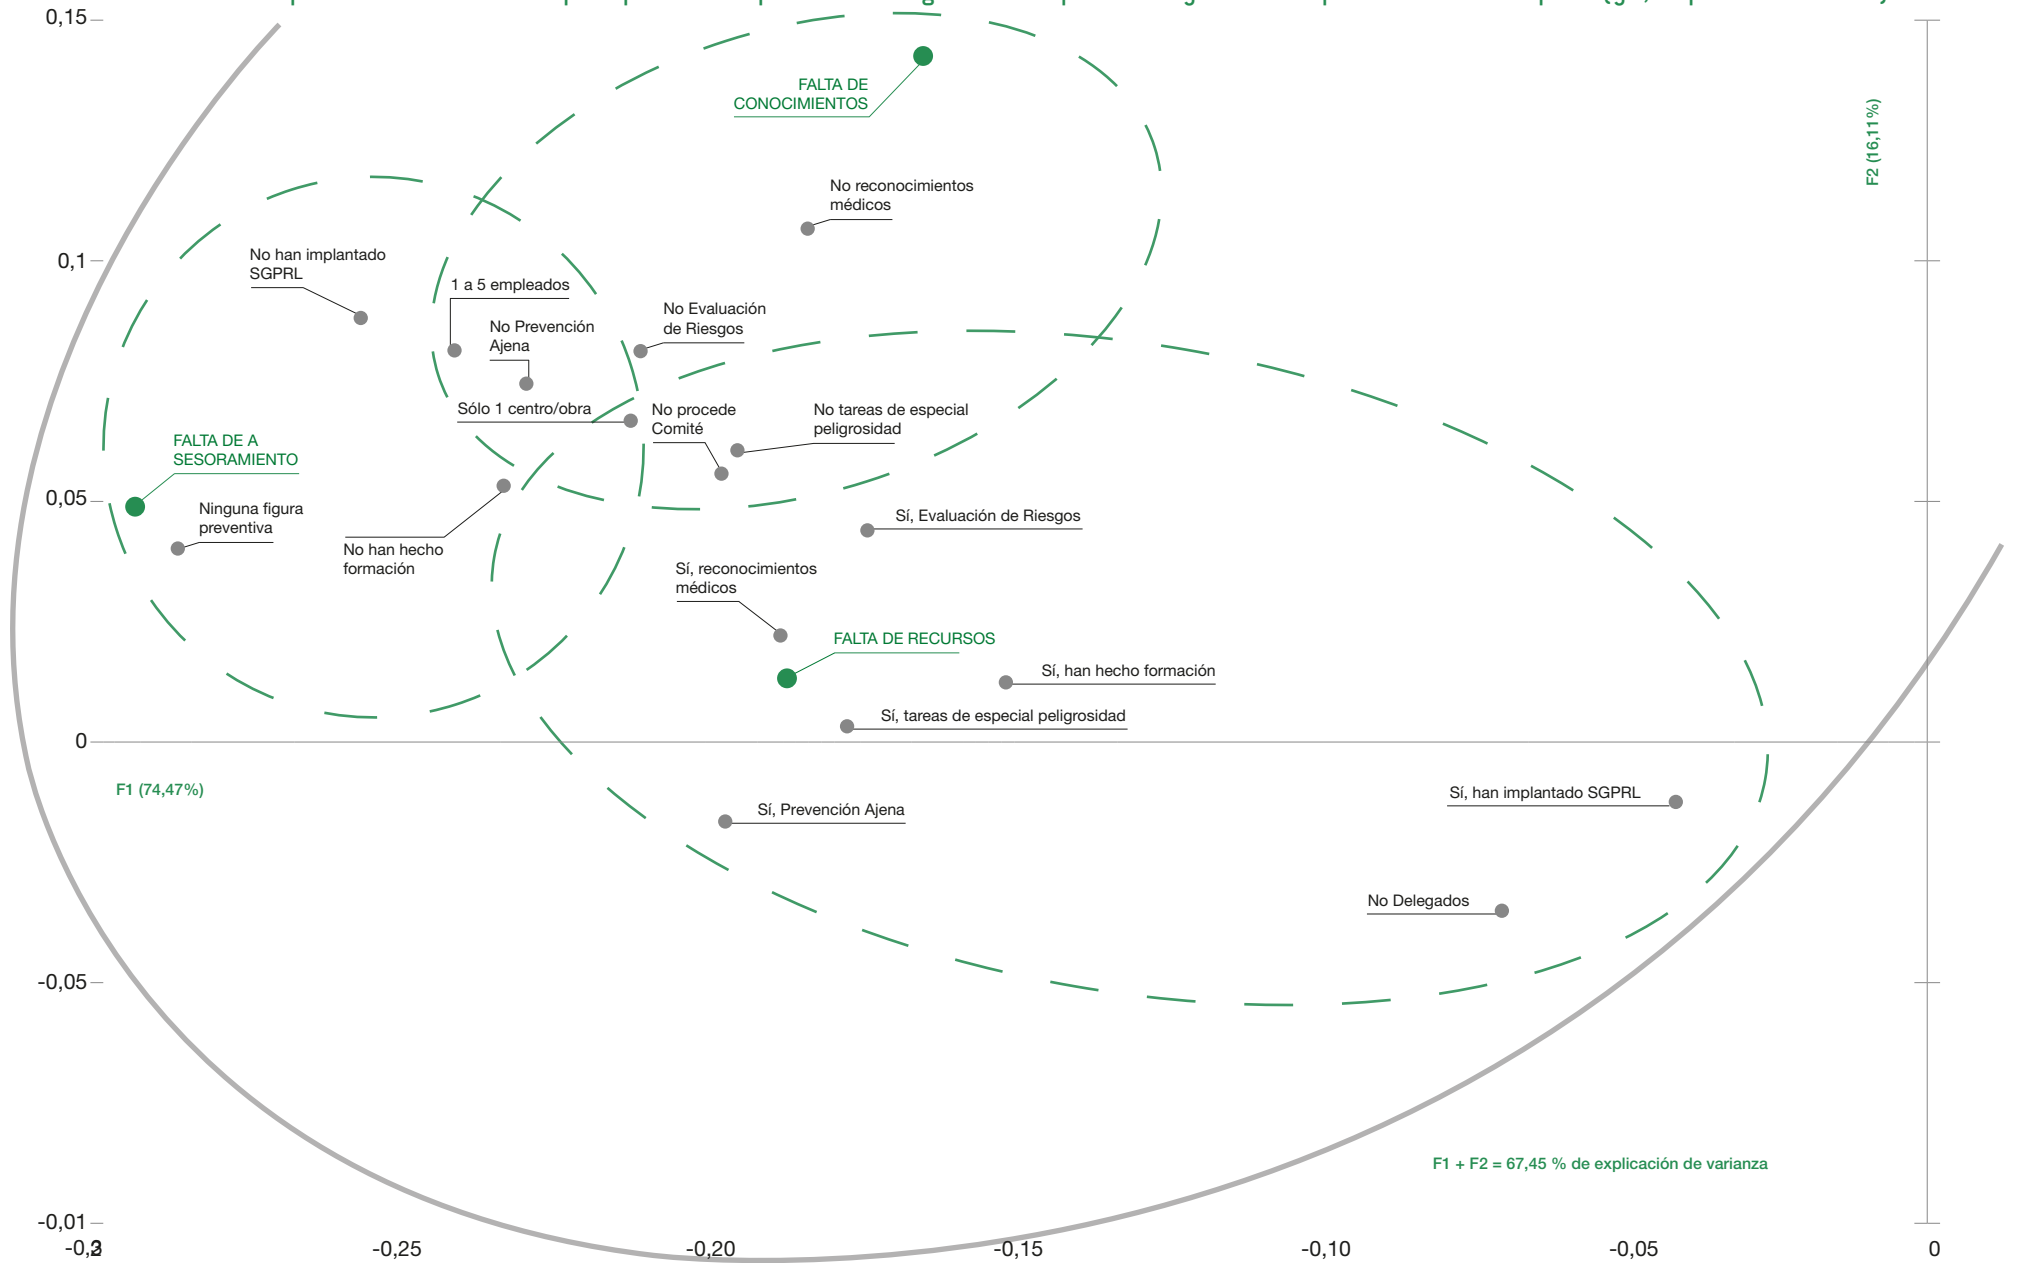 0,15
FALTA DE
CONOCIMIENTOS
F2 (16,11%)
No reconocimientos
médicos
No han implantado
SGPRL
0,1
1 a 5 empleados
No Evaluación
de Riesgos
No Prevención
Ajena
Sólo 1 centro/obra
No procede
Comité
No tareas de especial
peligrosidad
FALTA DE A
SESORAMIENTO
0,05
Ninguna figura
preventiva
No han hecho
formación
Sí, Evaluación de Riesgos
Sí, reconocimientos
médicos
FALTA DE RECURSOS
Sí, han hecho formación
Sí, tareas de especial peligrosidad
0
F1 (74,47%)
Sí, Prevención Ajena
Sí, han implantado SGPRL
No Delegados
-0,05
F1 + F2 = 67,45 % de explicación de varianza
-0,01
-0,25
-0,20
-0,15
-0,10
-0,05
0